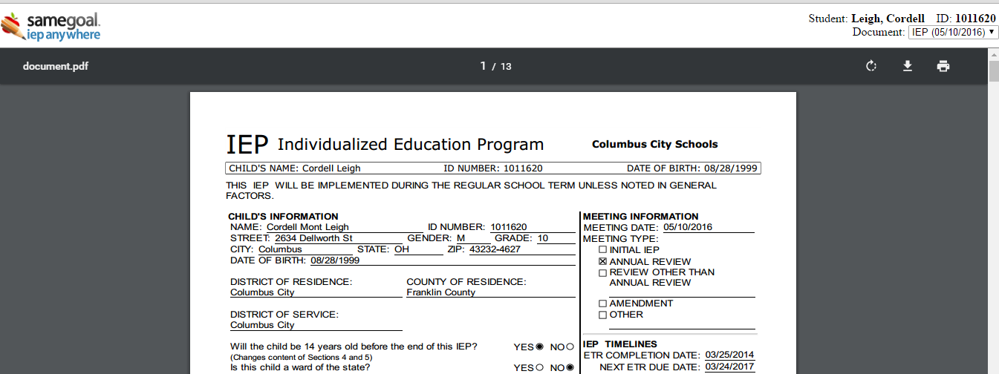 samegoal.
iep anywhere
Student: Leigh, Cordell ID: 1011620
Document: IEP (05/10/2016)
document.pdf 1 / 13
IEP Individualized Education Program Columbus City Schools
CHILD'S NAME: Cordell Leigh ID NUMBER: 1011620 DATE OF BIRTH: 08/28/1999
THIS IEP WILL BE IMPLEMENTED DURING THE REGULAR SCHOOL TERM UNLESS NOTED IN GENERAL
FACTORS.
CHILD'S INFORMATION
NAME: Cordell Mont Leigh ID NUMBER: 1011620
STREET: 2634 Dellworth St GENDER: M GRADE: 10
CITY: Columbus STATE: OH ZIP: 43232-4627
DATE OF BIRTH: 08/28/1999
DISTRICT OF RESIDENCE: COUNTY OF RESIDENCE:
Columbus City Franklin County
DISTRICT OF SERVICE:
Columbus City
Will the child be 14 years old before the end of this IEP? YES NO
(Changes content of Sections 4 and 5)
Is this child a ward of the state? YES NO
MEETING INFORMATION
MEETING DATE: 05/10/2016
MEETING TYPE:
INITIAL IEP
ANNUAL REVIEW
REVIEW OTHER THAN
ANNUAL REVIEW
AMENDMENT
OTHER
IEP TIMELINES
ETR COMPLETION DATE: 03/25/2014
NEXT ETR DUE DATE: 03/24/2017